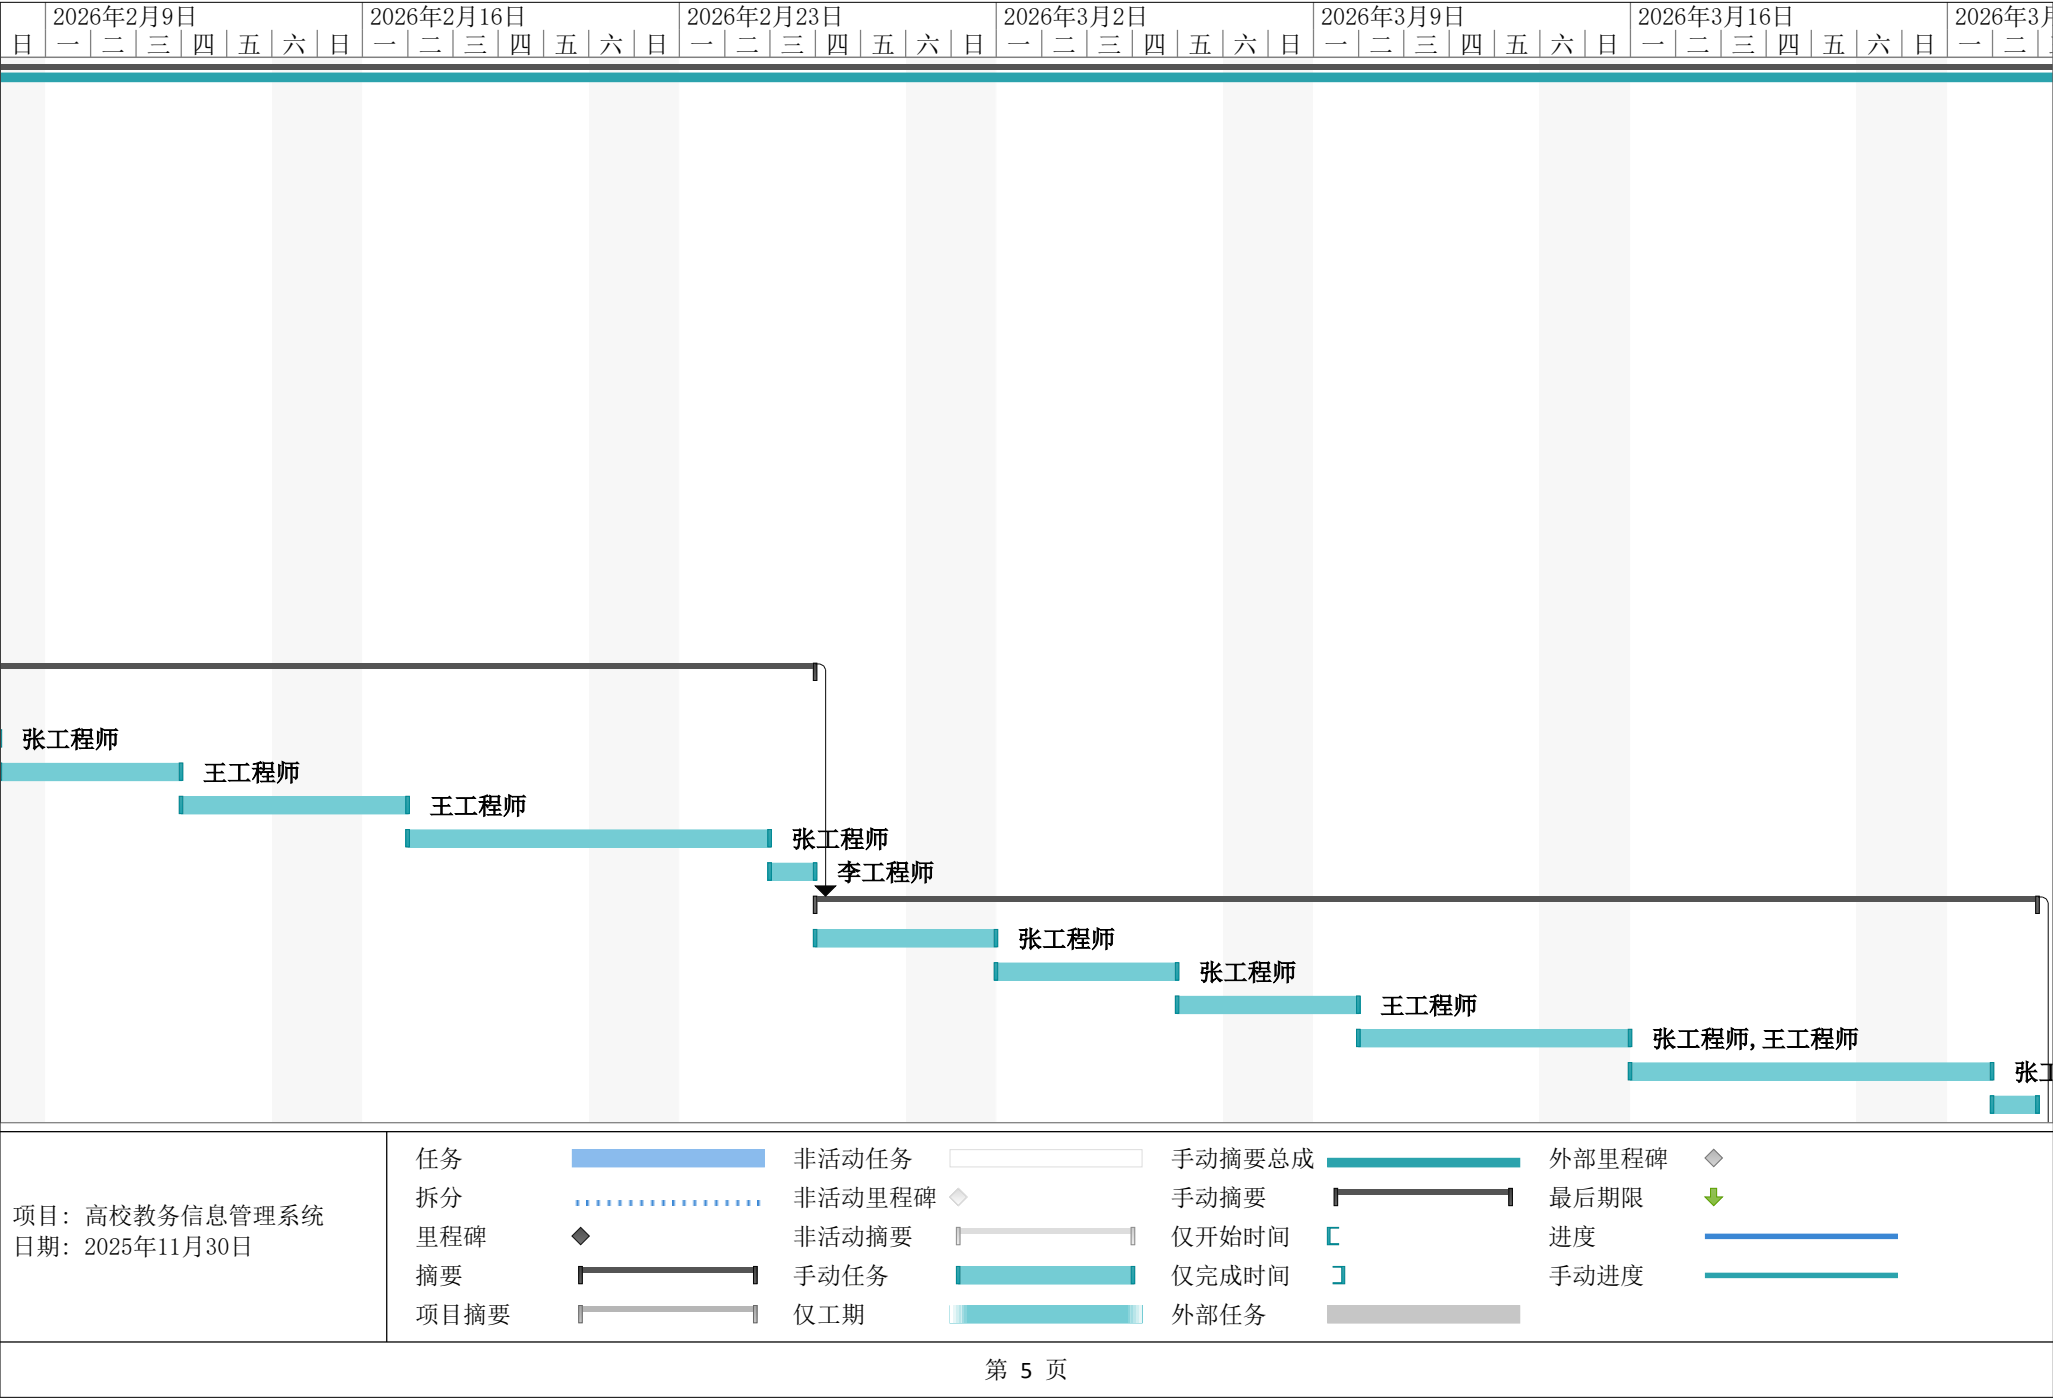 2026年2月9日 2026年2月16日 2026年2月23日 2026年3月2日 2026年3月9日 2026年3月16日 2026年3月
日 一 二 三 四 五 六 日 一 二 三 四 五 六 日 一 二 三 四 五 六 日 一 二 三 四 五 六 日 一 二 三 四 五 六 日 一 二 三 四 五 六 日 一 二
张工程师
王工程师
王工程师
张工程师
李工程师
张工程师
张工程师
王工程师
张工程师,王工程师
张工
项目: 高校教务信息管理系统
日期: 2025年11月30日
任务 非活动任务 手动摘要总成 外部里程碑
拆分 非活动里程碑 手动摘要 最后期限
里程碑 非活动摘要 仅开始时间 进度
摘要 手动任务 仅完成时间 手动进度
项目摘要 仅工期 外部任务
第 5 页